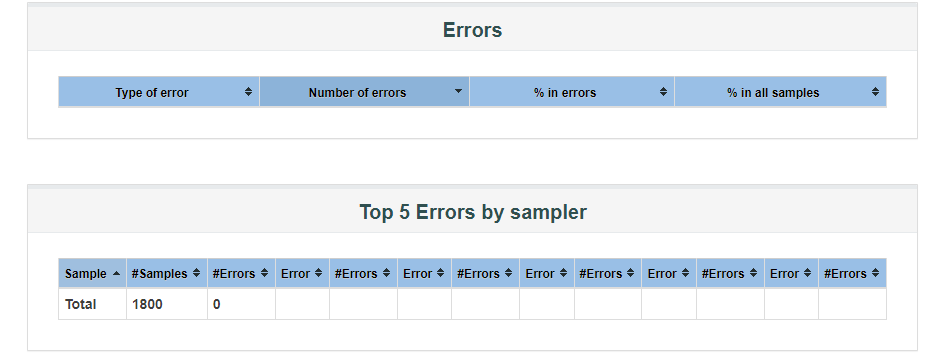 Errors
Type of error Number of errors % in errors % in all samples
Top 5 Errors by sampler
Sample #Samples #Errors Error #Errors Error #Errors Error #Errors Error #Errors Error #Errors
Total 1800 0